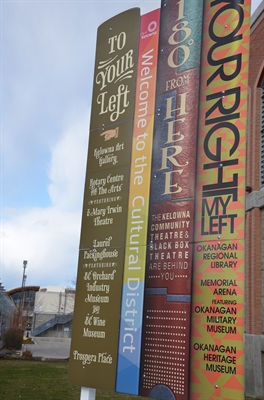 TO
YOUR
Left
Kelowna Art
Gallery
Rotary Centre
For The Arts
& Mary Irwin
Theatre
Laurel
Packinghouse
BC Orchard
Industry
Museum
and
BC Wine
Museum
Prospera Place
Welcome to the Cultural District
180°
FROM
HERE
THE KELOWNA
COMMUNITY
THEATRE &
BLACK BOX
THEATRE
ARE BEHIND
YOU
YOUR RIGHT
MY
LEFT
OKANAGAN
REGIONAL
LIBRARY
MEMORIAL
ARENA
FEATURING
OKANAGAN
MILITARY
MUSEUM
OKANAGAN
HERITAGE
MUSEUM